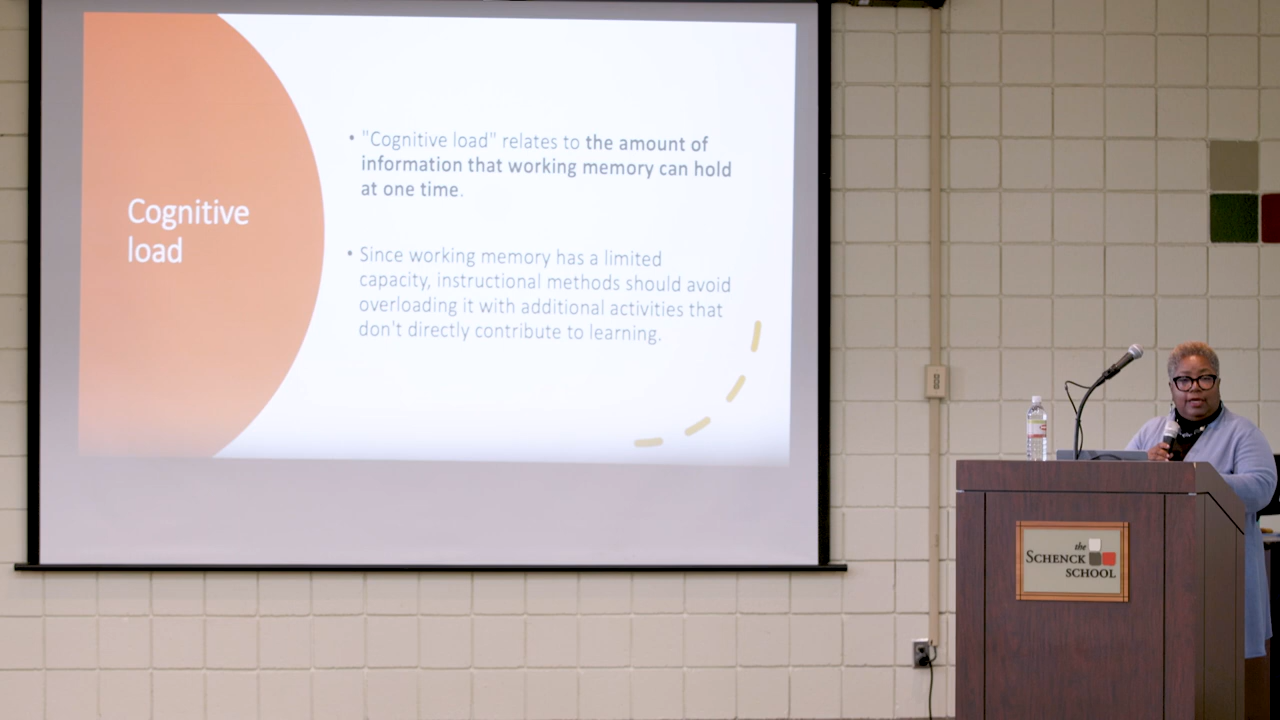 Cognitive
load
• "Cognitive load" relates to the amount of
information that working memory can hold
at one time.
• Since working memory has a limited
capacity, instructional methods should avoid
overloading it with additional activities that
don't directly contribute to learning.
the
SCHENCK
SCHOOL